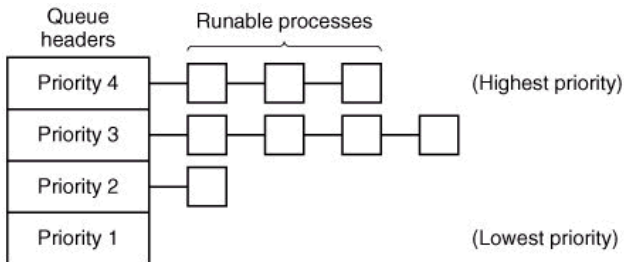 Queue
headers
Runable processes
Priority 4
(Highest priority)
Priority 3
Priority 2
Priority 1
(Lowest priority)